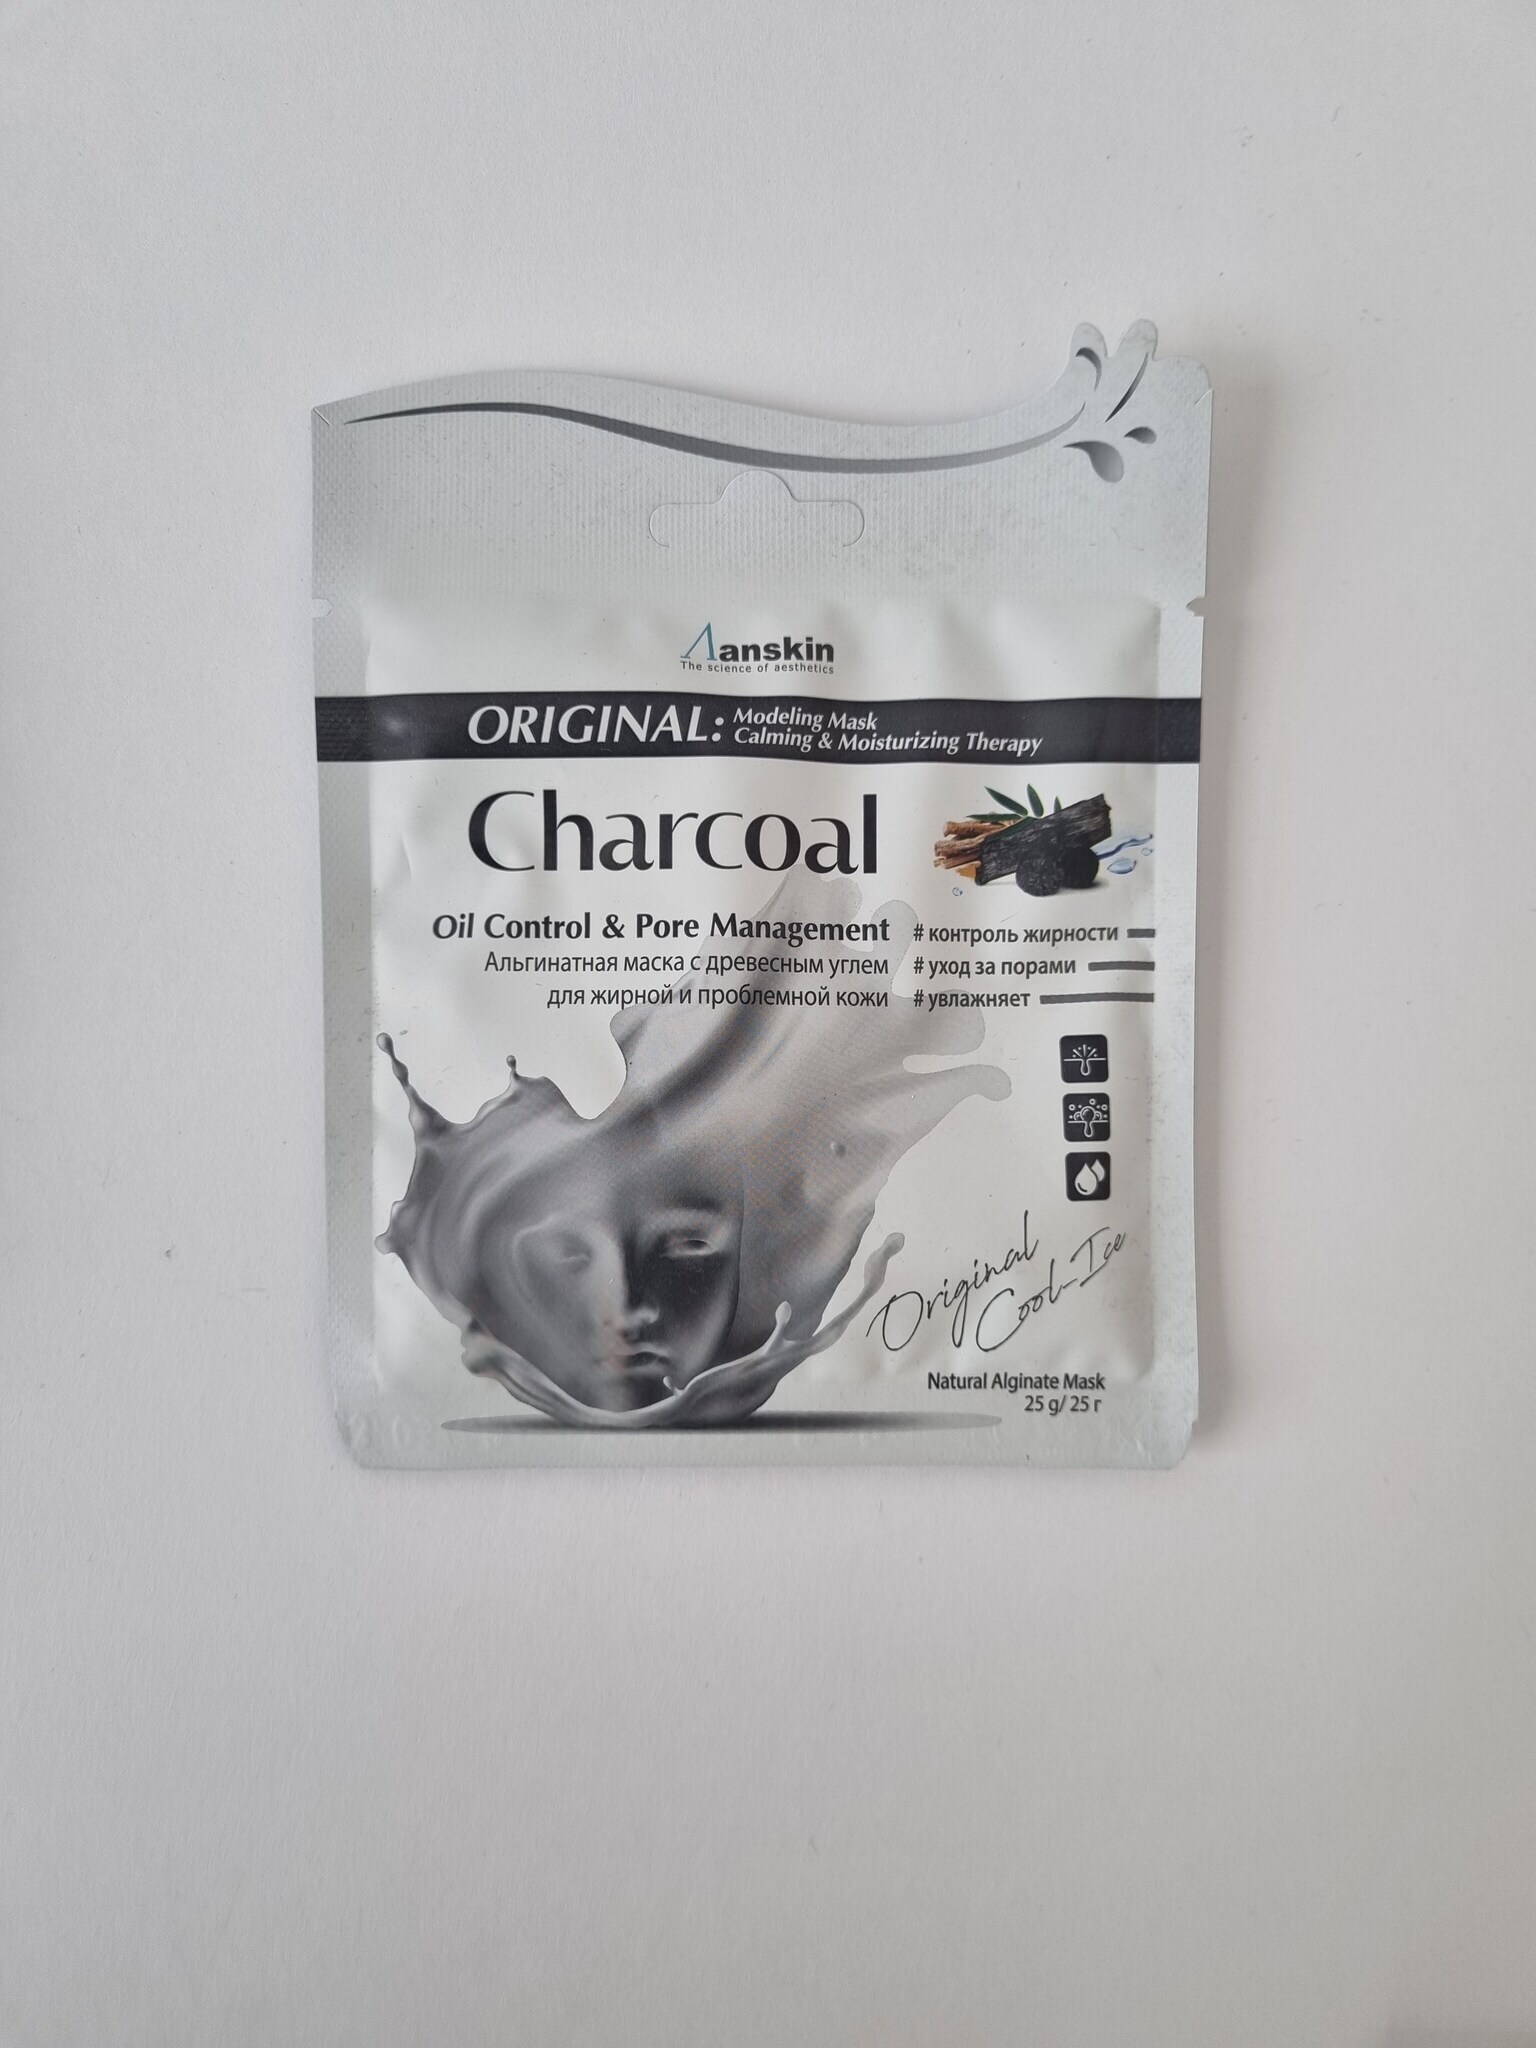 Aanskin
The science of aesthetics
ORIGINAL: Modeling Mask
Calming & Moisturizing Therapy
Charcoal
Oil Control & Pore Management
Альгинатная маска с древесным углем
для жирной и проблемной кожи
# контроль жирности
# уход за порами
# увлажняет
Original
Cool-Ice
Natural Alginate Mask
25 g/ 25 г